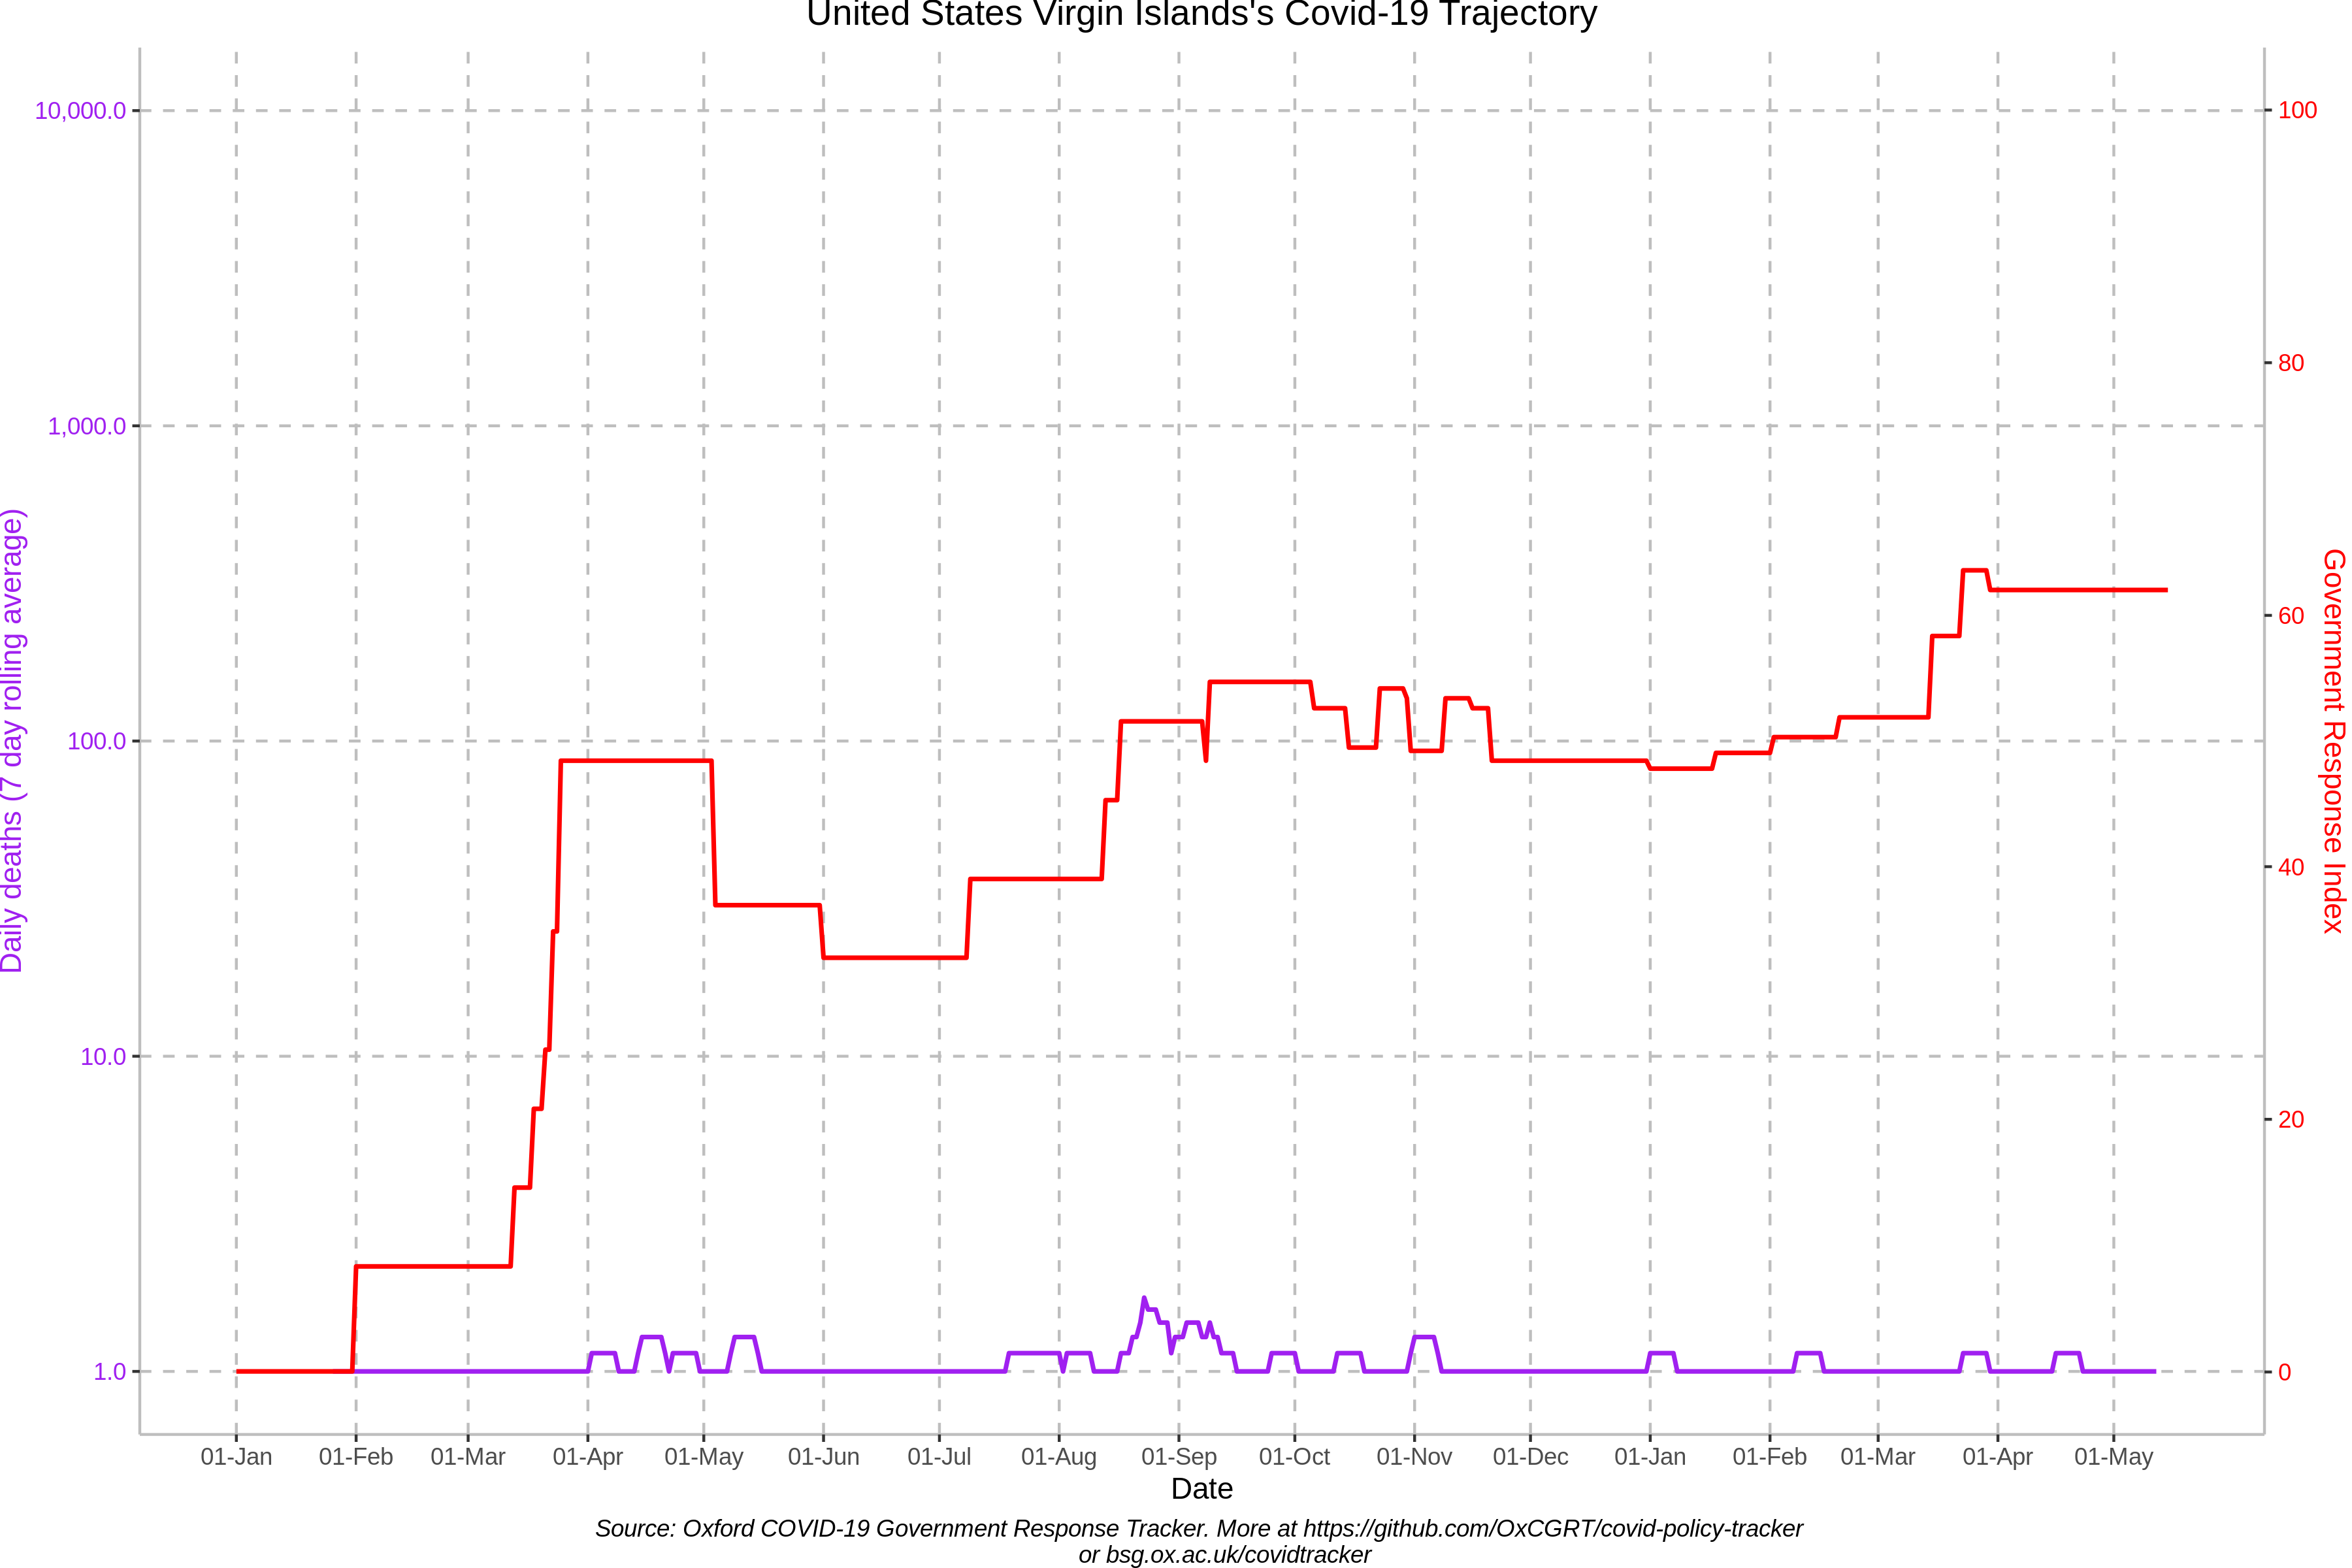 United States Virgin Islands's Covid-19 Trajectory
10,000.0
1,000.0
100.0
10.0
1.0
Daily deaths (7 day rolling average)
100
80
60
40
20
0
Government Response Index
01-Jan 01-Feb 01-Mar 01-Apr 01-May 01-Jun 01-Jul 01-Aug 01-Sep 01-Oct 01-Nov 01-Dec 01-Jan 01-Feb 01-Mar 01-Apr 01-May
Date
Source: Oxford COVID-19 Government Response Tracker. More at https://github.com/OxCGRT/covid-policy-tracker
or bsg.ox.ac.uk/covidtracker